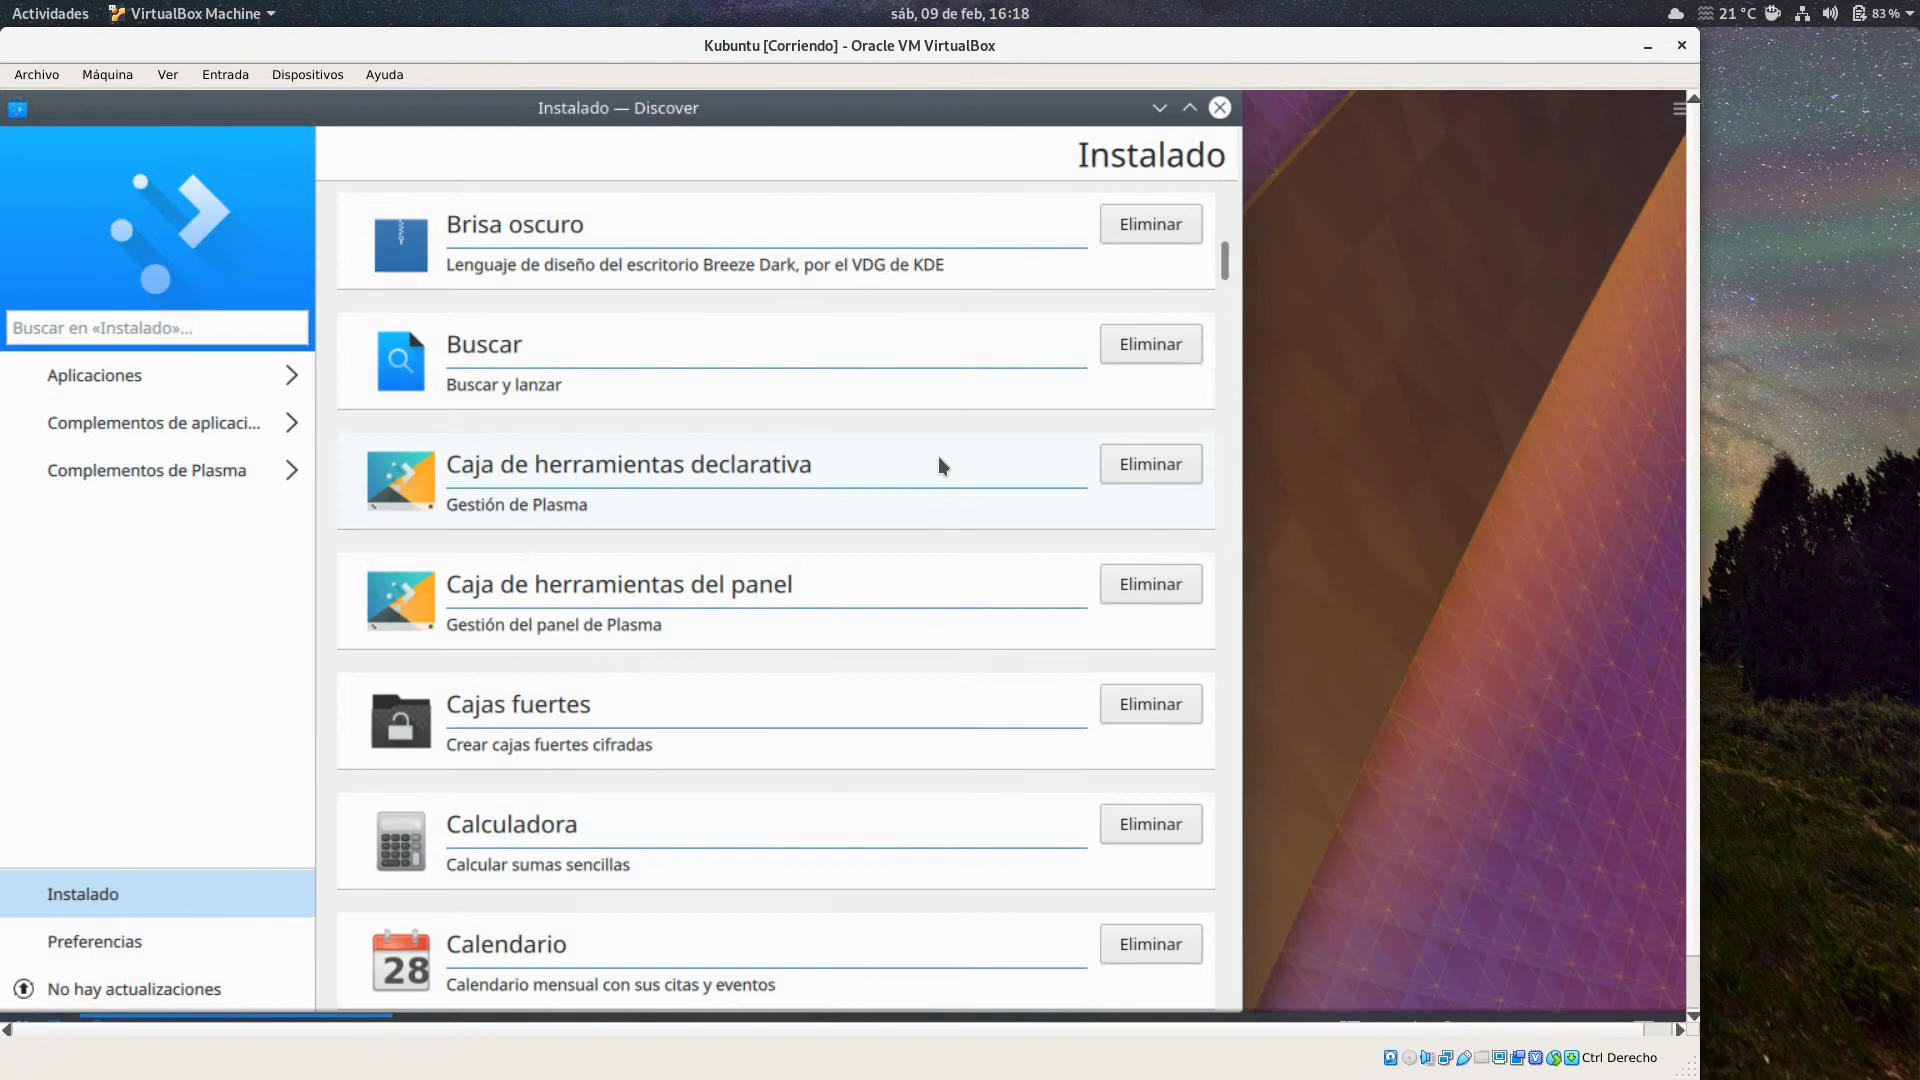 Actividades VirtualBox Machine sáb, 09 de feb, 16:18 21 °C 83 %
Kubuntu [Corriendo] - Oracle VM VirtualBox
Archivo Máquina Ver Entrada Dispositivos Ayuda
Instalado — Discover
Instalado
Buscar en «Instalado»...
Aplicaciones
Complementos de aplicaci...
Complementos de Plasma
Brisa oscuro
Eliminar
Lenguaje de diseño del escritorio Breeze Dark, por el VDG de KDE
Buscar
Eliminar
Buscar y lanzar
Caja de herramientas declarativa
Eliminar
Gestión de Plasma
Caja de herramientas del panel
Eliminar
Gestión del panel de Plasma
Cajas fuertes
Eliminar
Crear cajas fuertes cifradas
Calculadora
Eliminar
Calcular sumas sencillas
28
Calendario
Eliminar
Calendario mensual con sus citas y eventos
Instalado
Preferencias
No hay actualizaciones
Ctrl Derecho